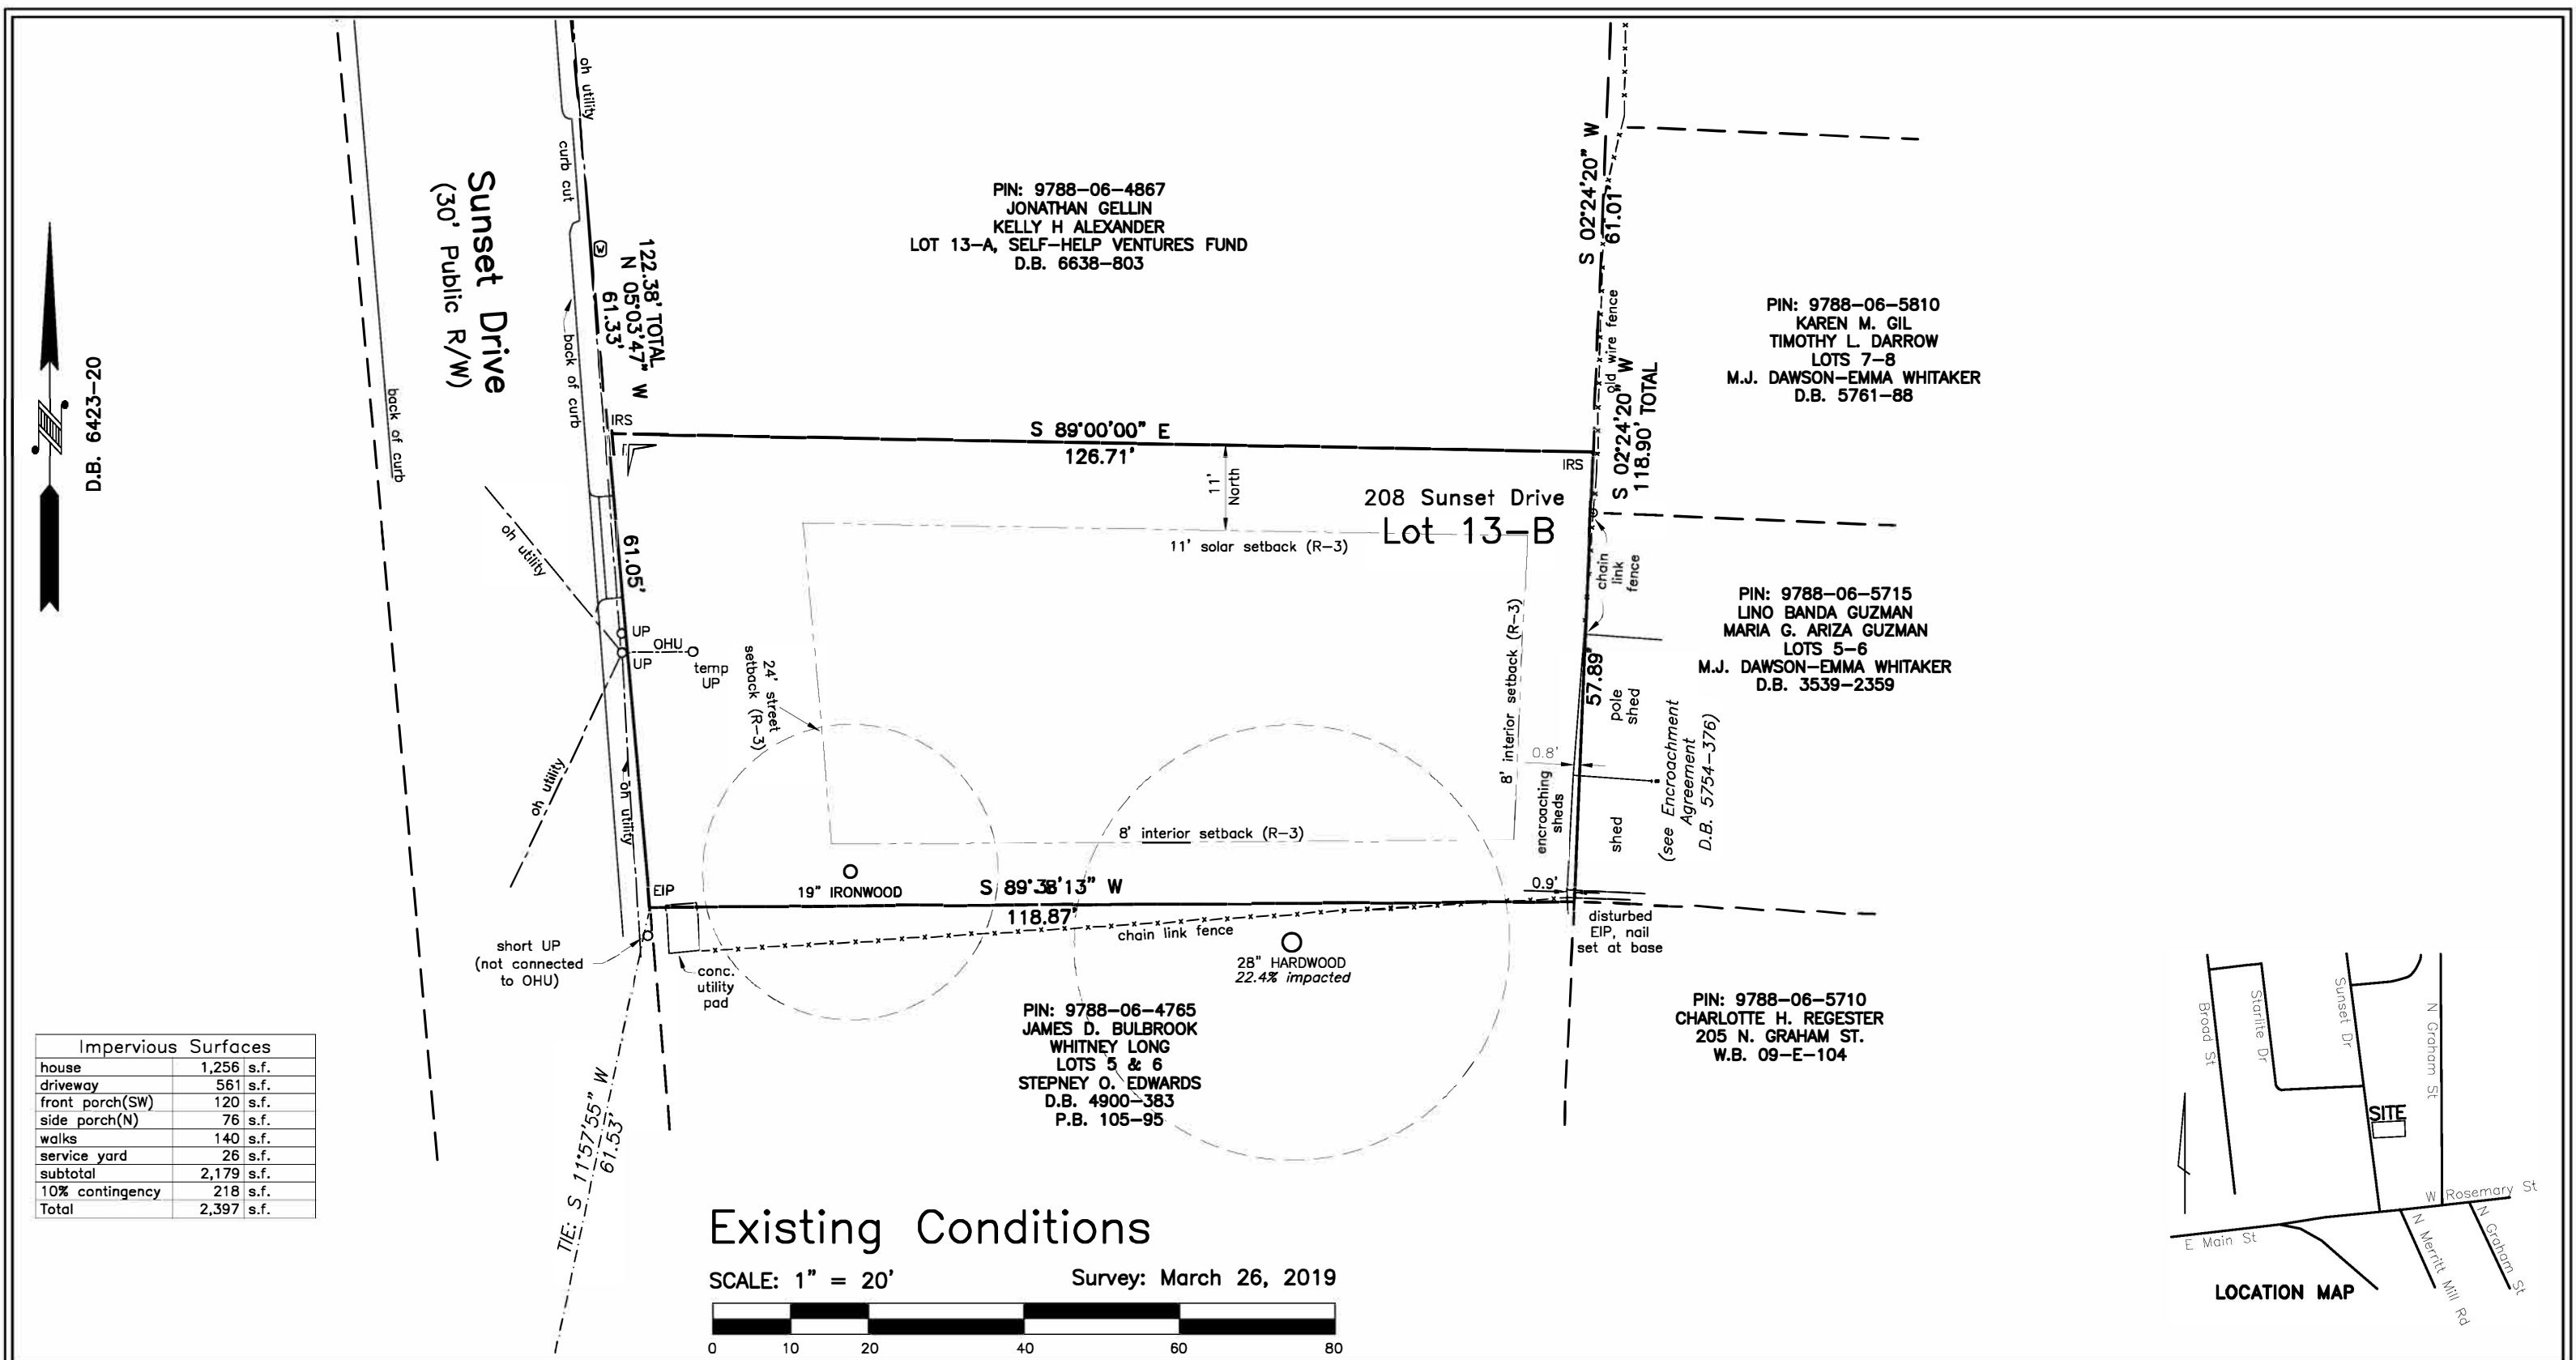 oh utility
curb cut
Sunset Drive
(30' Public R/W)
back of curb
back of curb
W
122.38' TOTAL
N 05°03'47" W
61.33'
D.B. 6423-20
PIN: 9788-06-4867
JONATHAN GELLIN
KELLY H ALEXANDER
LOT 13-A, SELF-HELP VENTURES FUND
D.B. 6638-803
S 02°24'20" W
61.01'
old wire fence
S 02°24'20" W
118.90' TOTAL
PIN: 9788-06-5810
KAREN M. GIL
TIMOTHY L. DARROW
LOTS 7-8
M.J. DAWSON-EMMA WHITAKER
D.B. 5761-88
IRS
S 89°00'00" E
126.71'
IRS
11'
North
208 Sunset Drive
Lot 13-B
11' solar setback (R-3)
oh utility
61.05'
UP
OHU
UP
temp
UP
24' street
setback (R-3)
8' interior setback (R-3)
chain
link
fence
57.89'
pole
shed
PIN: 9788-06-5715
LINO BANDA GUZMAN
MARIA G. ARIZA GUZMAN
LOTS 5-6
M.J. DAWSON-EMMA WHITAKER
D.B. 3539-2359
(see Encroachment
Agreement
D.B. 5754-376)
0.8'
encroaching
sheds
shed
oh utility
oh utility
8' interior setback (R-3)
19" IRONWOOD
EIP
S 89° 13" W
118.87'
0.9'
chain link fence
disturbed
EIP, nail
set at base
short UP
(not connected
to OHU)
conc.
utility
pad
28" HARDWOOD
22.4% impacted
PIN: 9788-06-4765
JAMES D. BULBROOK
WHITNEY LONG
LOTS 5 & 6
STEPNEY O. EDWARDS
D.B. 4900-383
P.B. 105-95
PIN: 9788-06-5710
CHARLOTTE H. REGESTER
205 N. GRAHAM ST.
W.B. 09-E-104
TIE: S 11°57'55" W
61.53'
Impervious Surfaces
house 1,256 s.f.
driveway 561 s.f.
front porch(SW) 120 s.f.
side porch(N) 76 s.f.
walks 140 s.f.
service yard 26 s.f.
subtotal 2,179 s.f.
10% contingency 218 s.f.
Total 2,397 s.f.
Existing Conditions
SCALE: 1" = 20'
Survey: March 26, 2019
0 10 20 40 60 80
Broad St
Starlite Dr
Sunset Dr
N Graham St
SITE
W Rosemary St
E Main St
N Merritt Mill Rd
N Graham St
LOCATION MAP